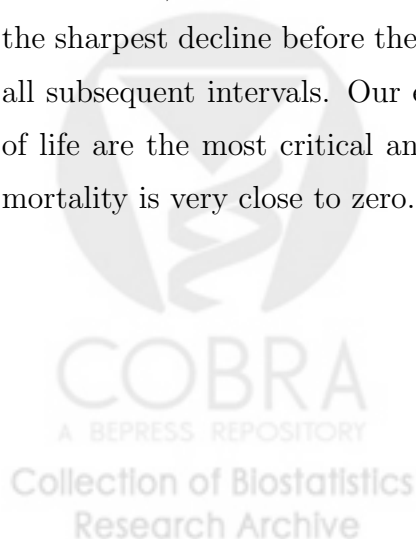 the sharpest decline before the
all subsequent intervals. Our
of life are the most critical an
mortality is very close to zero.
COBRA
A BEPRESS REPOSITORY
Collection of Biostatistics
Research Archive